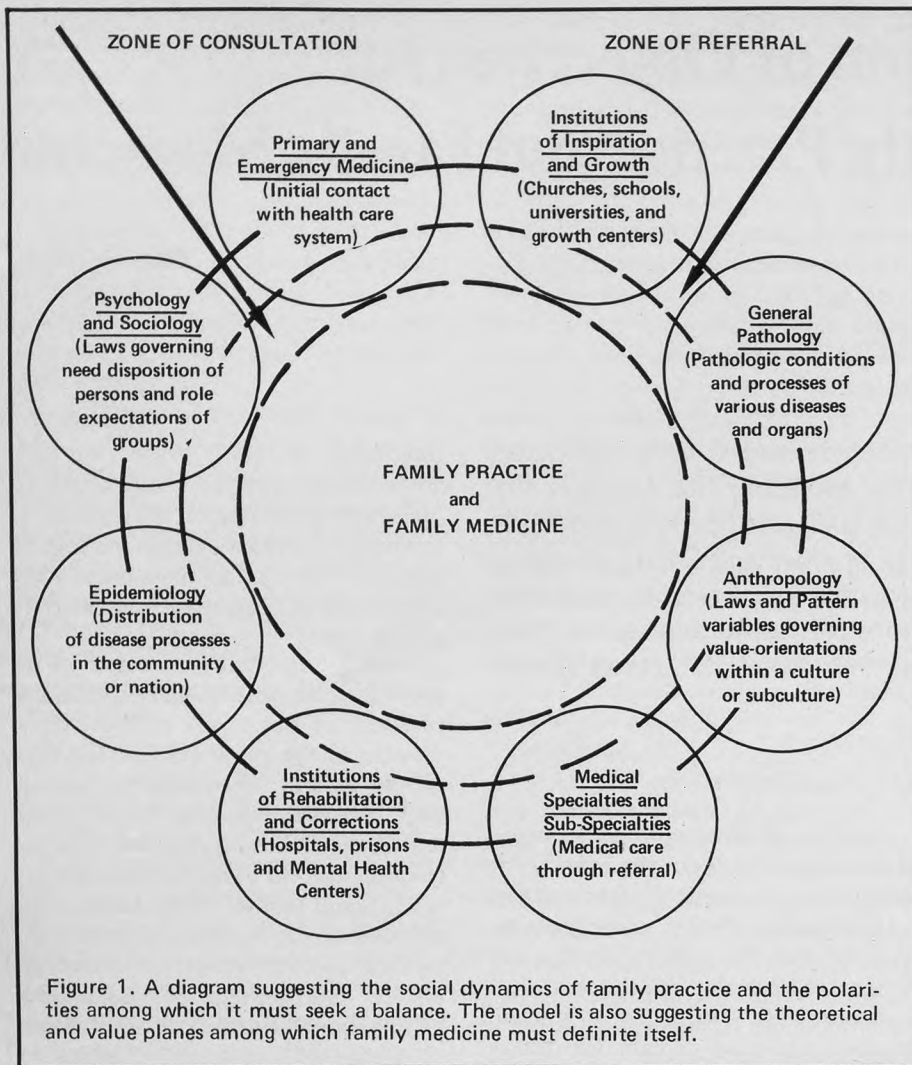 ZONE OF CONSULTATION
ZONE OF REFERRAL
Primary and
Emergency Medicine
(Initial contact
with health care
system)
Institutions
of Inspiration
and Growth
(Churches, schools,
universities, and
growth centers)
Psychology
and Sociology
(Laws governing
need disposition of
persons and role
expectations of
groups)
General
Pathology
(Pathologic conditions
and processes of
various diseases
and organs)
FAMILY PRACTICE
and
FAMILY MEDICINE
Epidemiology
(Distribution
of disease processes
in the community
or nation)
Anthropology
(Laws and Pattern
variables governing
value-orientations
within a culture
or subculture)
Institutions
of Rehabilitation
and Corrections
(Hospitals, prisons
and Mental Health
Centers)
Medical
Specialties and
Sub-Specialties
(Medical care
through referral)
Figure 1. A diagram suggesting the social dynamics of family practice and the polari-
ties among which it must seek a balance. The model is also suggesting the theoretical
and value planes among which family medicine must definite itself.